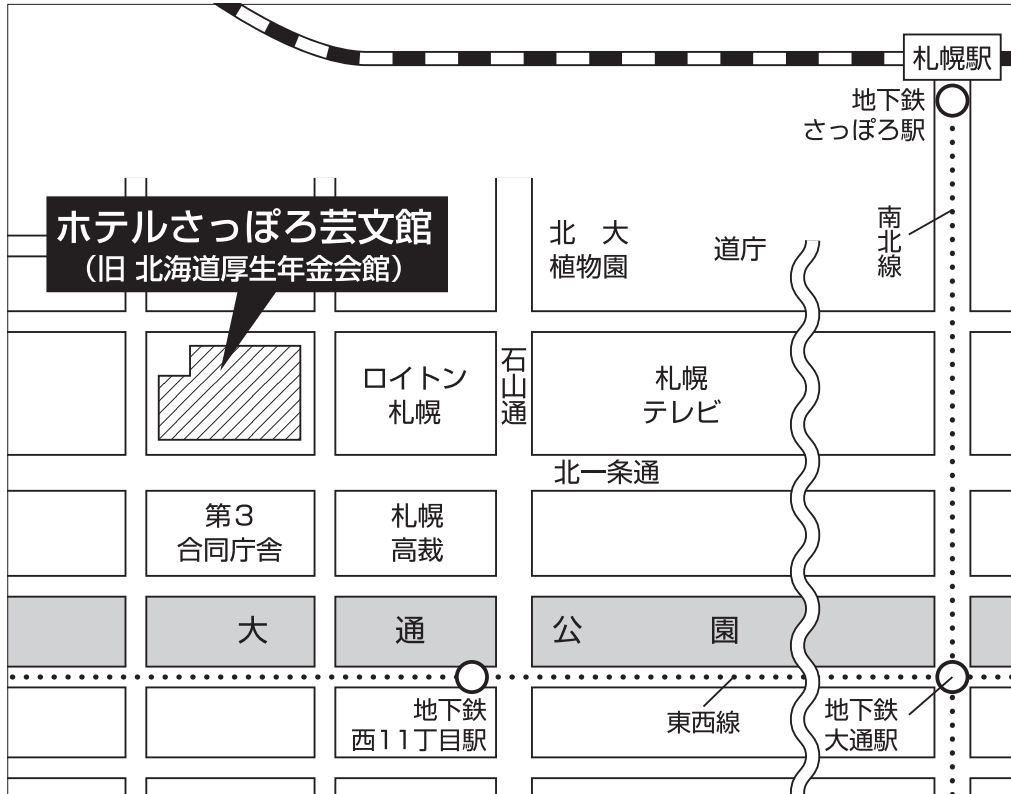 札幌駅
地下鉄
さっぽろ駅
南北線
ホテルさっぽろ芸文館
（旧 北海道厚生年金会館）
北 大
植物園
道庁
石山通
ロイトン
札幌
札幌
テレビ
北一条通
第３
合同庁舎
札幌
高裁
大 通 公 園
地下鉄
西11丁目駅
東西線
地下鉄
大通駅